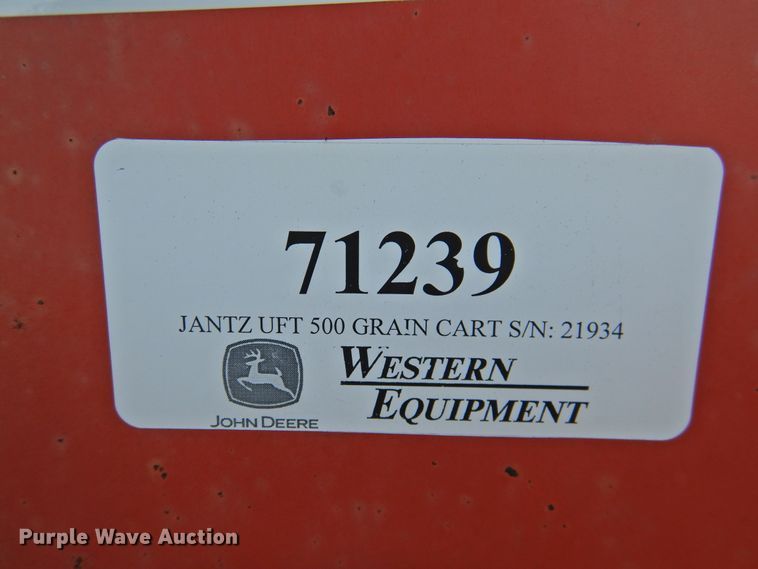 71239
JANTZ UFT 500 GRAIN CART S/N: 21934
WESTERN
EQUIPMENT
JOHN DEERE
Purple Wave Auction®